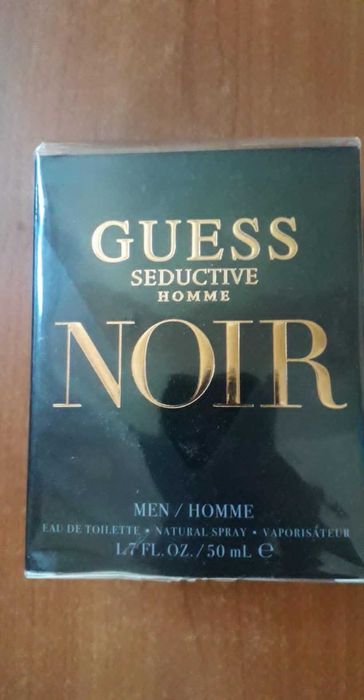 GUESS
SEDUCTIVE
HOMME
NOIR
MEN / HOMME
EAU DE TOILETTE • NATURAL SPRAY • VAPORISATEUR
1.7 FL. OZ. / 50 mL ℮